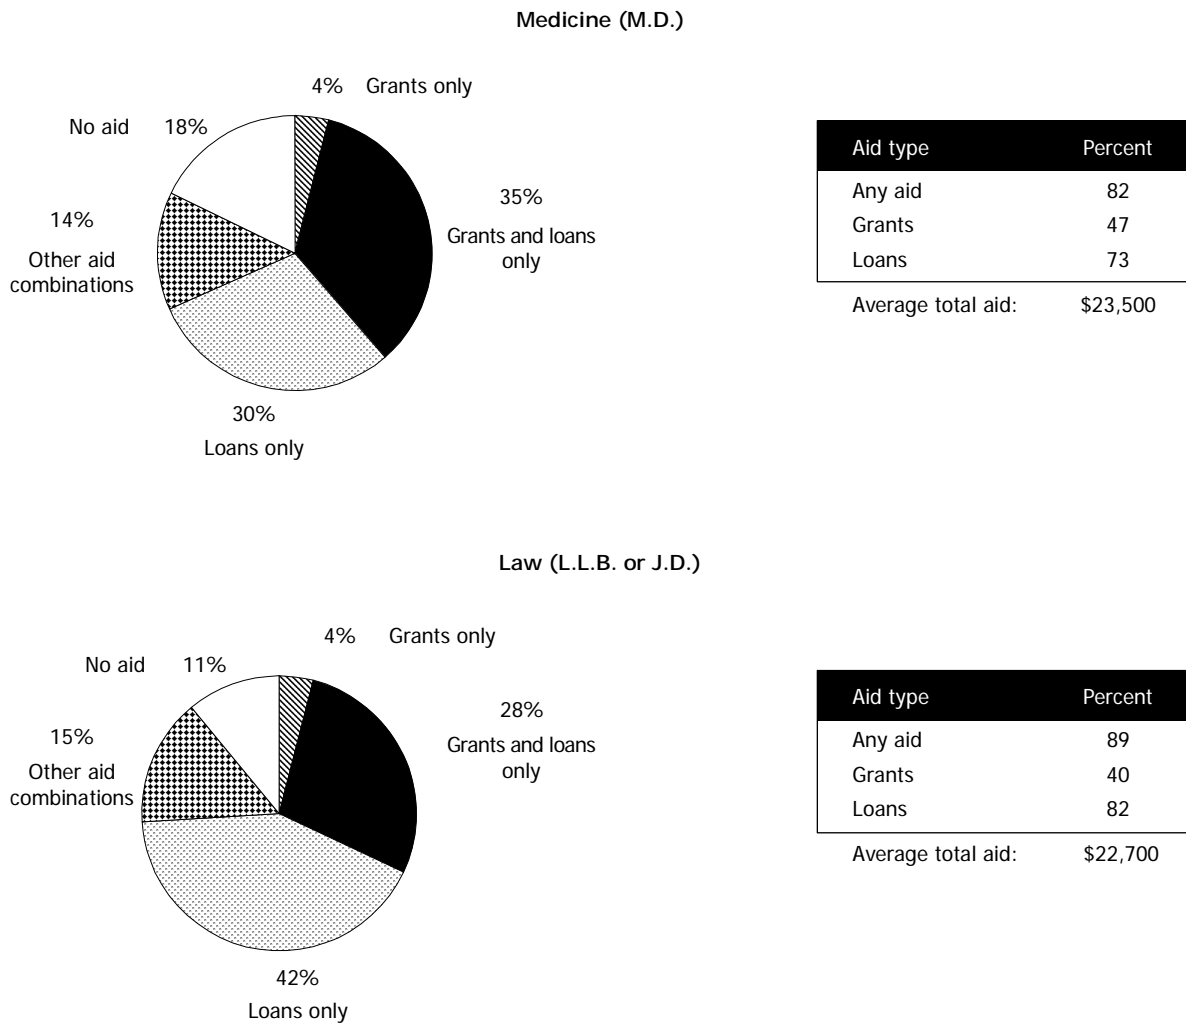 Medicine (M.D.)
4% Grants only
No aid 18%
35%
Grants and loans
only
14%
Other aid
combinations
30%
Loans only
Aid type Percent
Any aid 82
Grants 47
Loans 73
Average total aid: $23,500
Law (L.L.B. or J.D.)
4% Grants only
No aid 11%
28%
Grants and loans
only
15%
Other aid
combinations
42%
Loans only
Aid type Percent
Any aid 89
Grants 40
Loans 82
Average total aid: $22,700